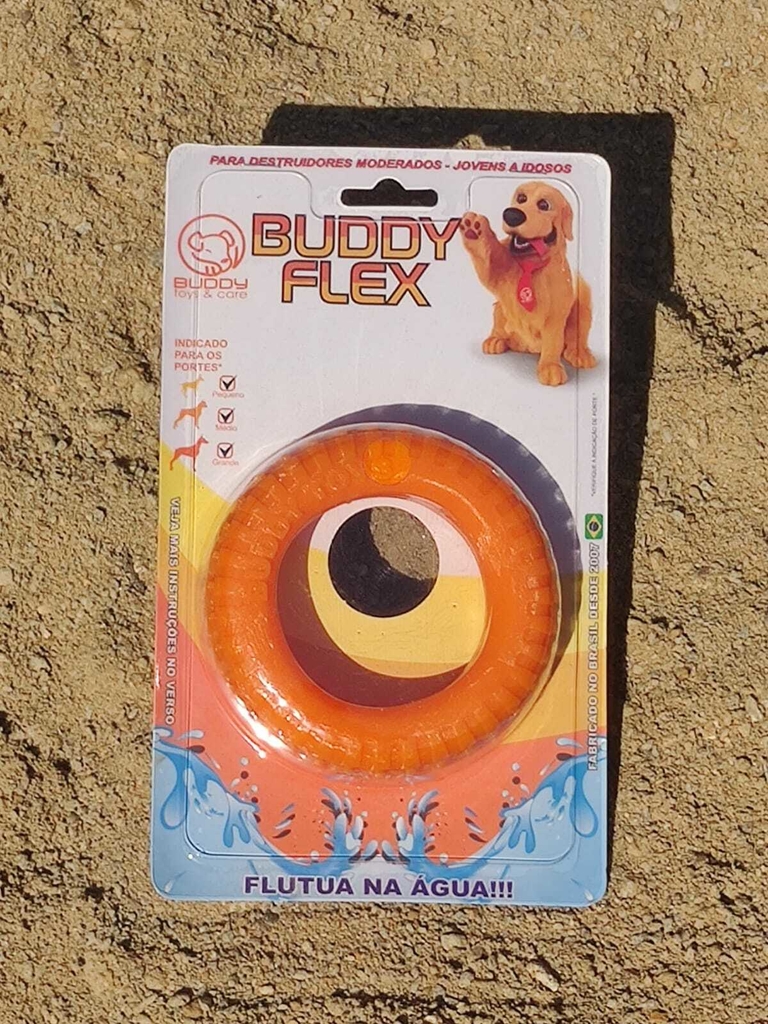 PARA DESTRUIDORES MODERADOS - JOVENS A IDOSOS
BUDDY
FLEX
BUDDY
toys & care
INDICADO
PARA OS
PORTES*
Pequeno
Médio
Grande
*VERIFIQUE A INDICAÇÃO DE PORTE*
VEJA MAIS INSTRUÇÕES NO VERSO
FABRICADO NO BRASIL DESDE 2007
FLUTUA NA ÁGUA!!!